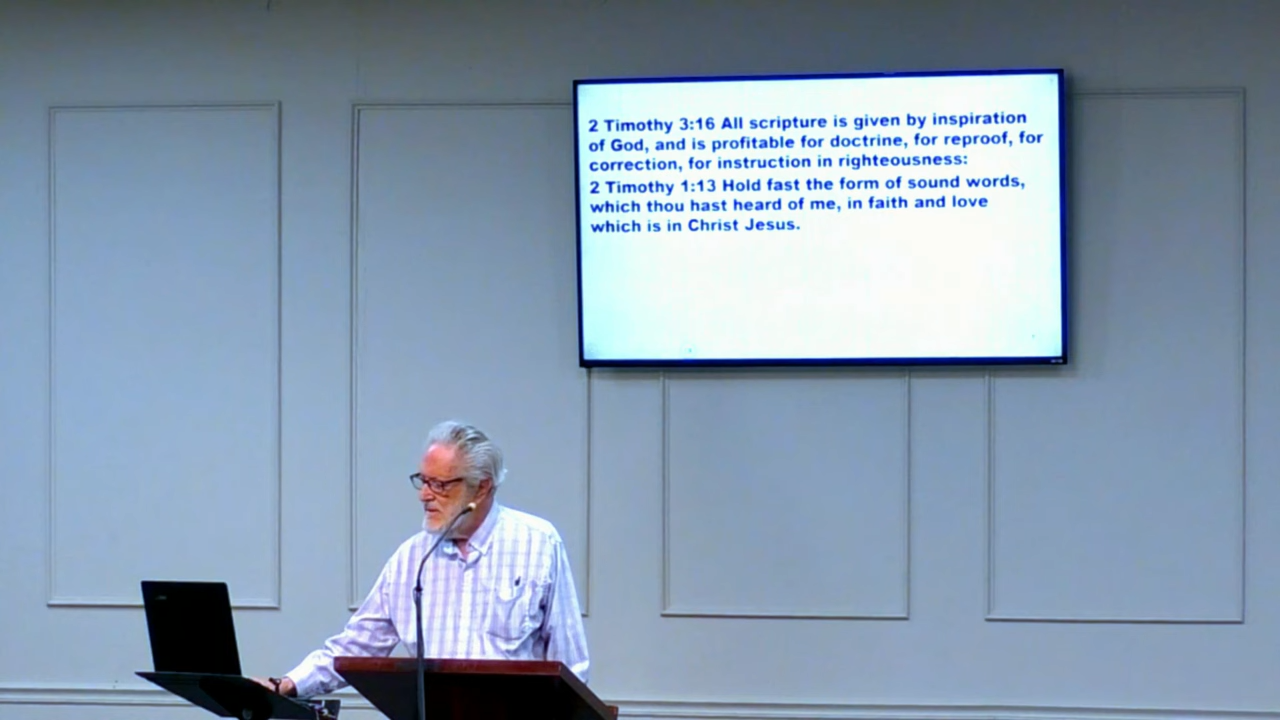 2 Timothy 3:16 All scripture is given by inspiration
of God, and is profitable for doctrine, for reproof, for
correction, for instruction in righteousness:
2 Timothy 1:13 Hold fast the form of sound words,
which thou hast heard of me, in faith and love
which is in Christ Jesus.